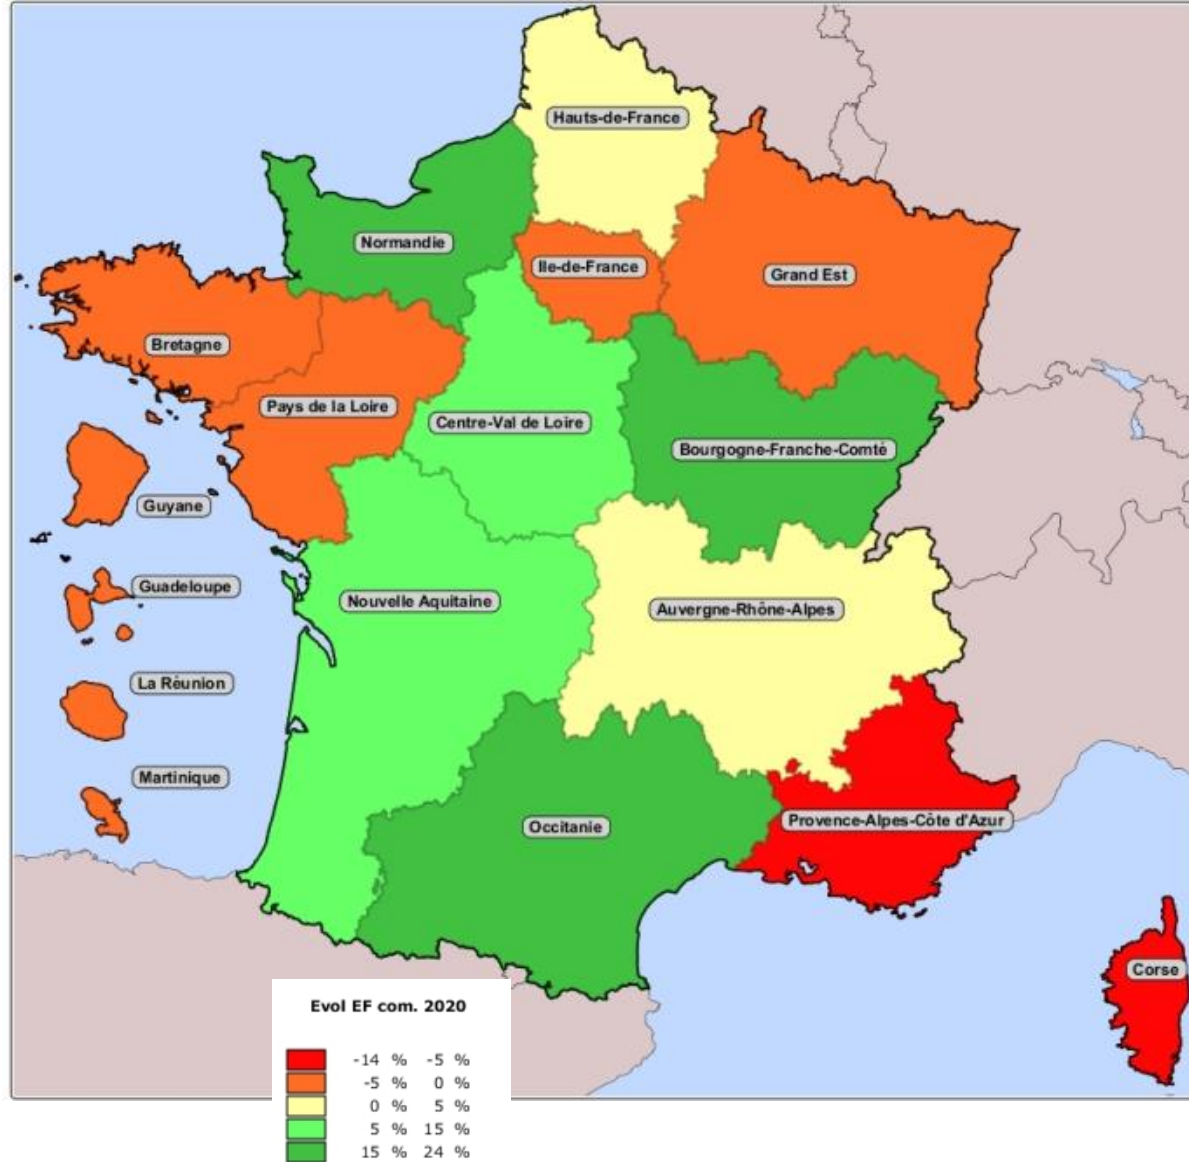 Hauts-de-France
Normandie
Ile-de-France
Grand Est
Bretagne
Pays de la Loire
Centre-Val de Loire
Bourgogne-Franche-Comté
Guyane
Guadeloupe
Nouvelle Aquitaine
Auvergne-Rhône-Alpes
La Réunion
Martinique
Occitanie
Provence-Alpes-Côte d'Azur
Corse
Evol EF com. 2020
-14 % -5 %
-5 % 0 %
0 % 5 %
5 % 15 %
15 % 24 %